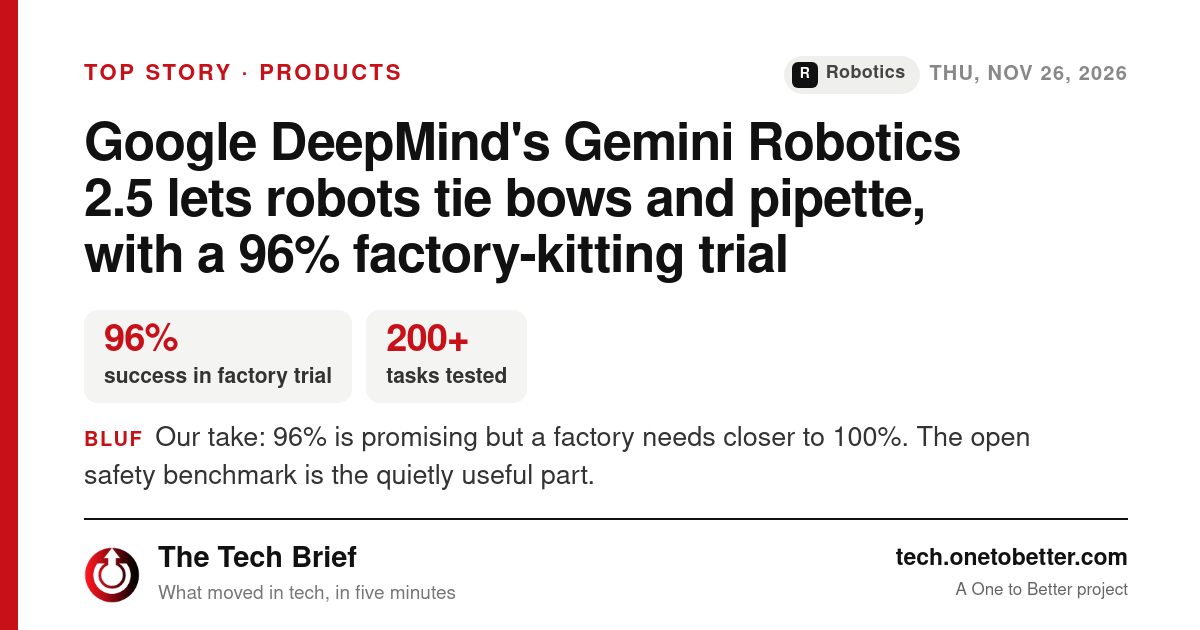 TOP STORY · PRODUCTS
R Robotics THU, NOV 26, 2026
Google DeepMind's Gemini Robotics
2.5 lets robots tie bows and pipette,
with a 96% factory-kitting trial
96%
success in factory trial
200+
tasks tested
BLUF Our take: 96% is promising but a factory needs closer to 100%. The open
safety benchmark is the quietly useful part.
The Tech Brief
What moved in tech, in five minutes
tech.onetobetter.com
A One to Better project